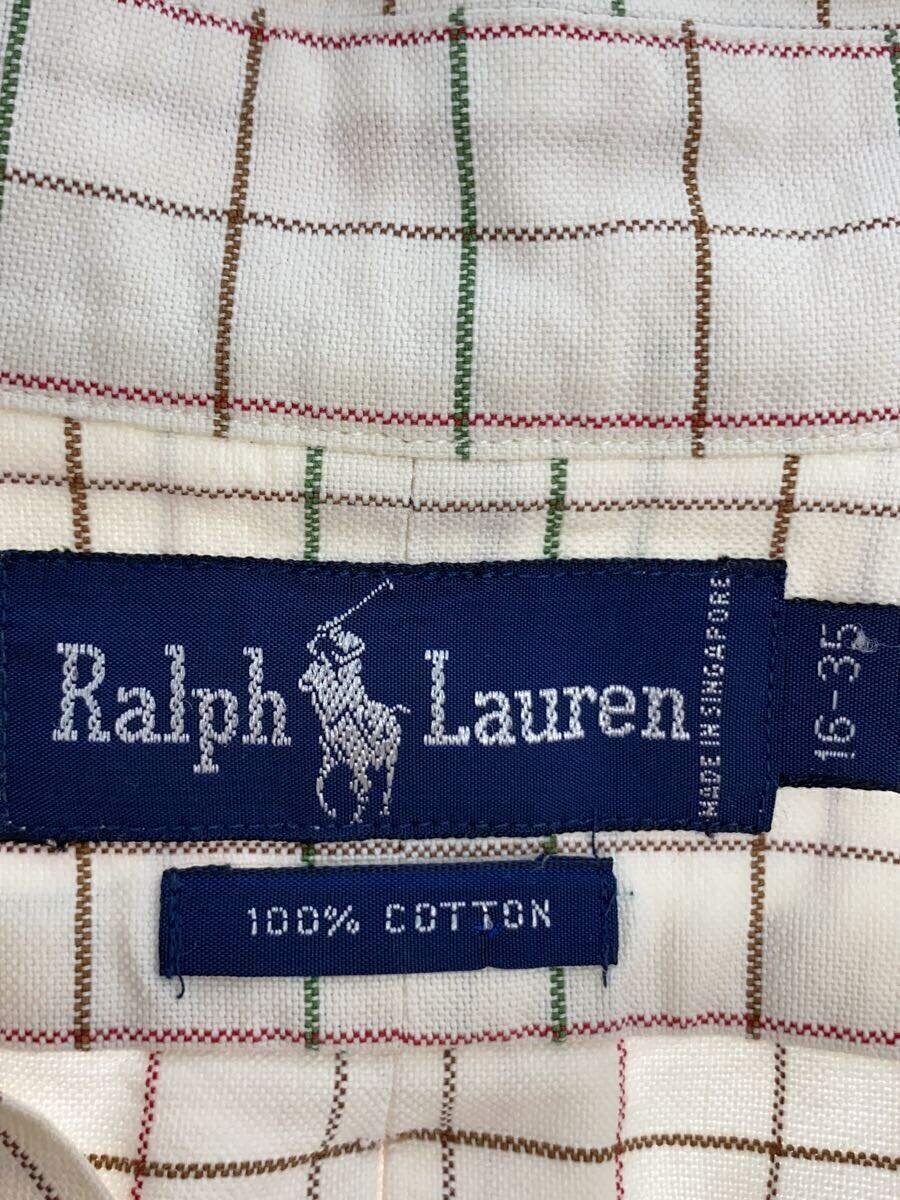 Ralph Lauren
MADE IN SINGAPORE
16-35
100% COTTON